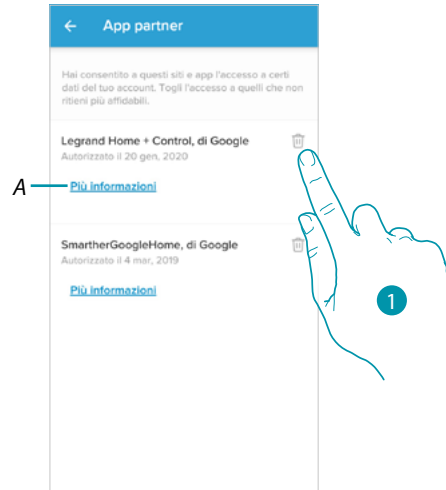 ← App partner
Hai consentito a questi siti e app l'accesso a certi
dati del tuo account. Togli l'accesso a quelli che non
ritieni più affidabili.
Legrand Home + Control, di Google
Autorizzato il 20 gen, 2020
A
Più informazioni
SmartherGoogleHome, di Google
Autorizzato il 4 mar, 2019
Più informazioni
1